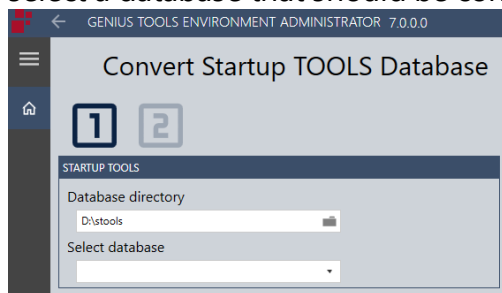 GENIUS TOOLS ENVIRONMENT ADMINISTRATOR 7.0.0.0
Convert Startup TOOLS Database
1 2
STARTUP TOOLS
Database directory
D:\stools
Select database